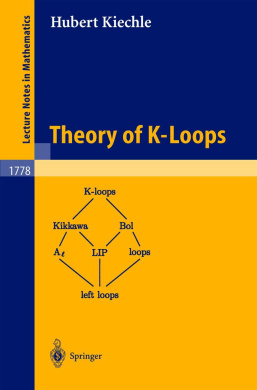 Hubert Kiechle
Lecture Notes in Mathematics
Theory of K-Loops
1778
K-loops
Kikkawa Bol
Aℓ LIP loops
left loops
Springer